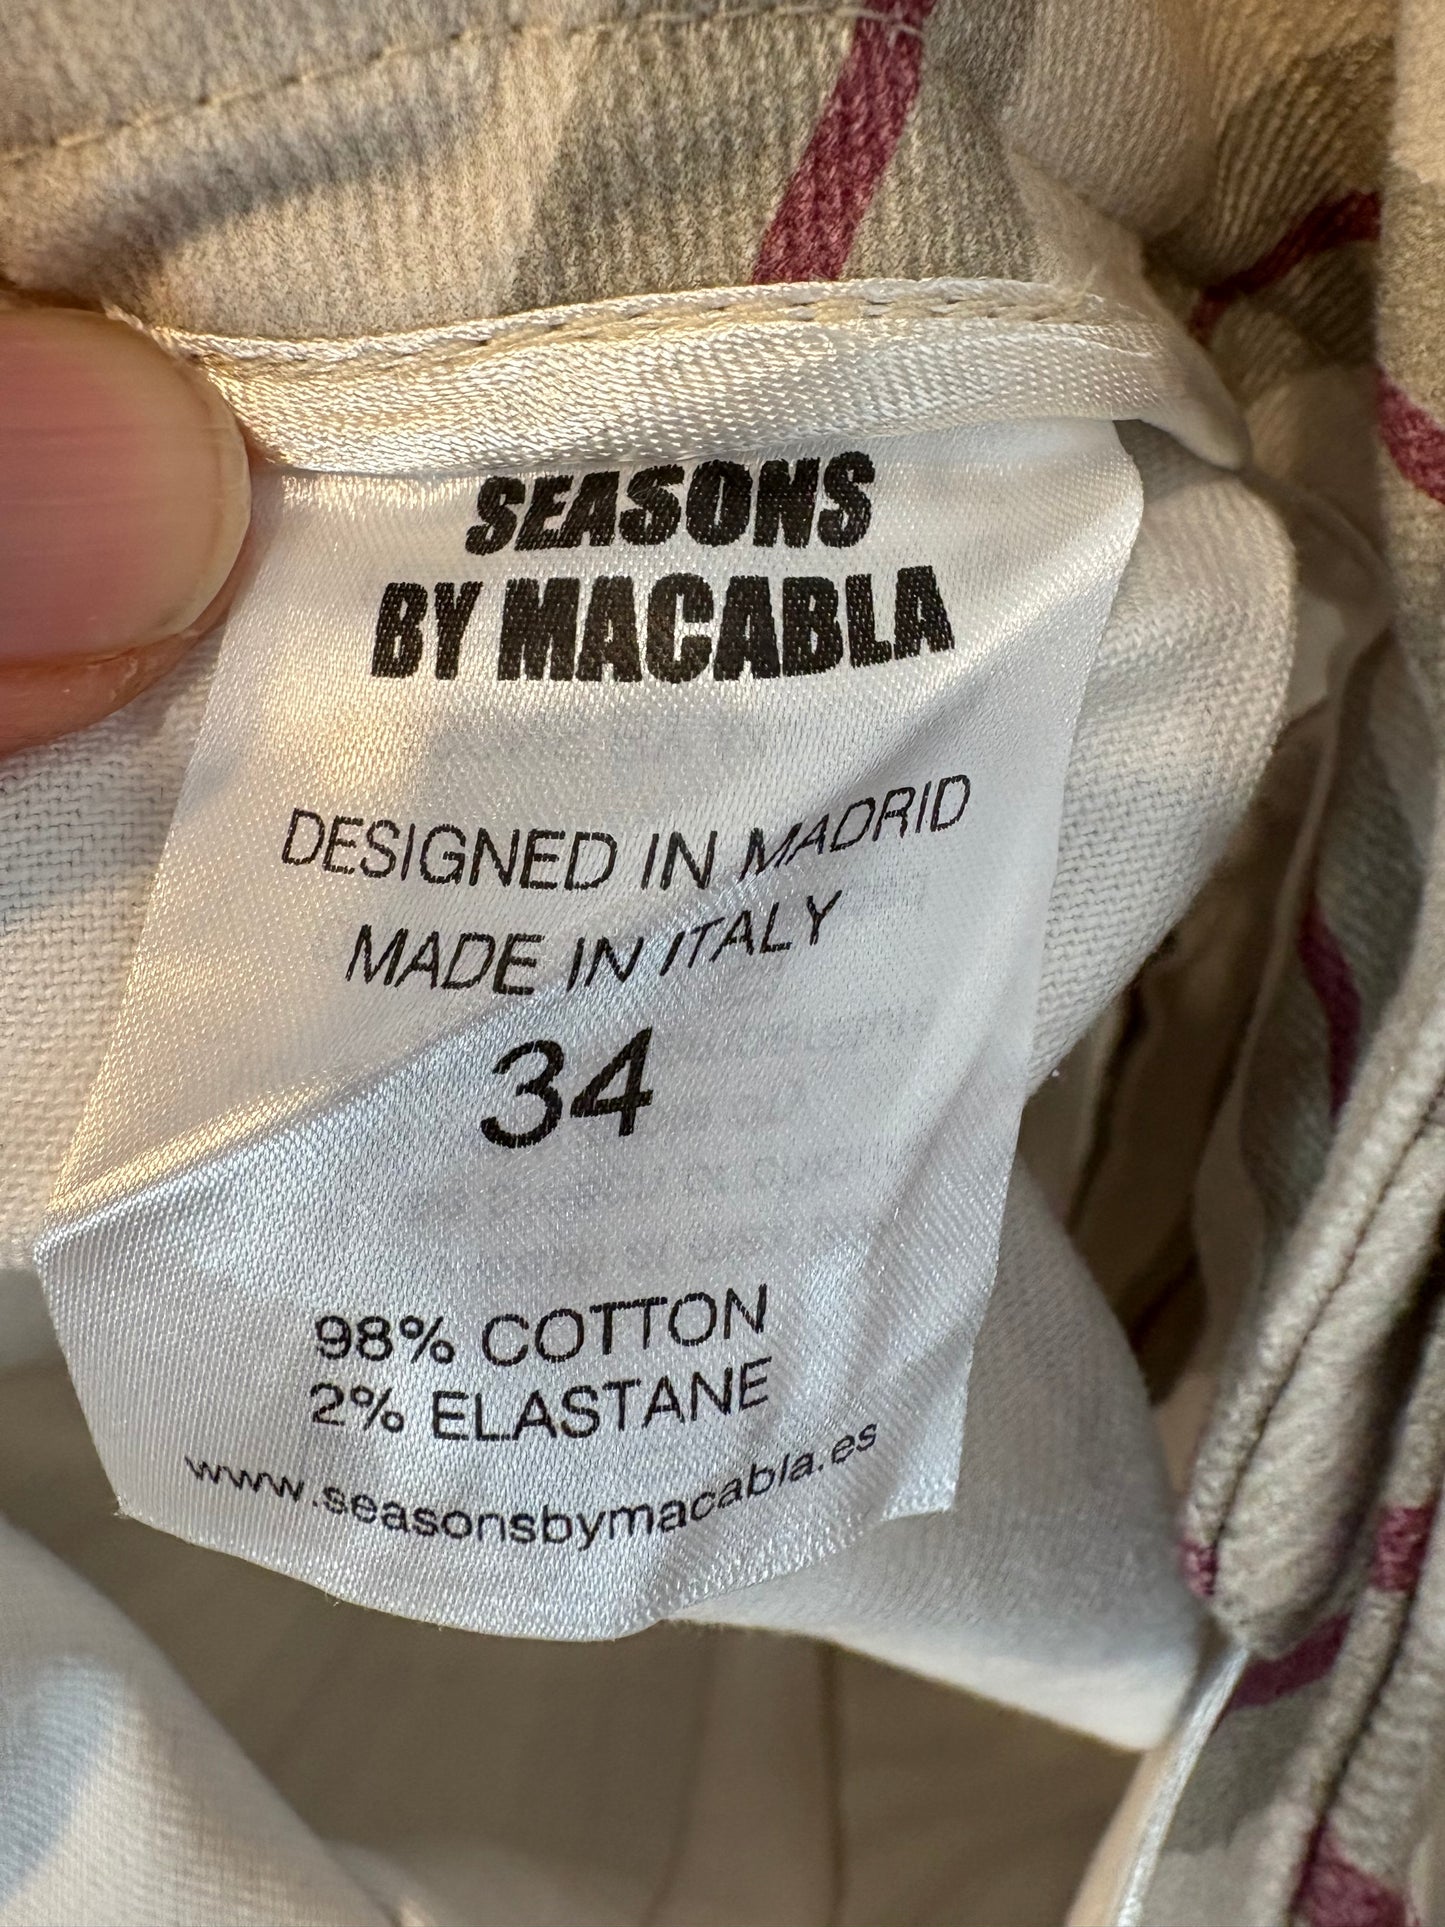 SEASONS
BY MACABLA
DESIGNED IN MADRID
MADE IN ITALY
34
98% COTTON
2% ELASTANE
www.seasonsbymacabla.es